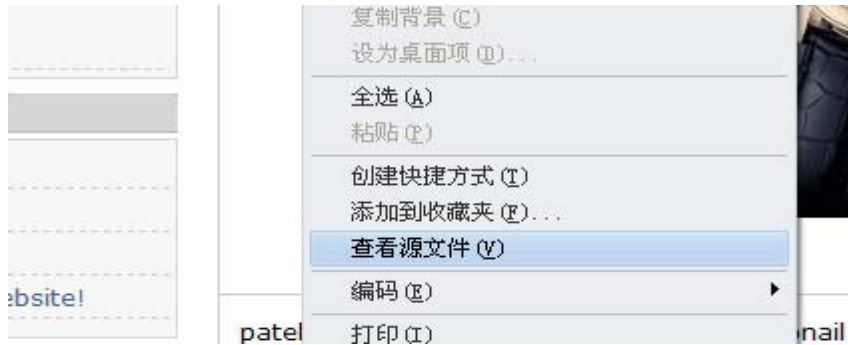 复制背景(C)
设为桌面项(D)...
全选(A)
粘贴(P)
创建快捷方式(T)
添加到收藏夹(F)...
查看源文件(V)
编码(E)
ebsite!
patel
打印(I)
nail